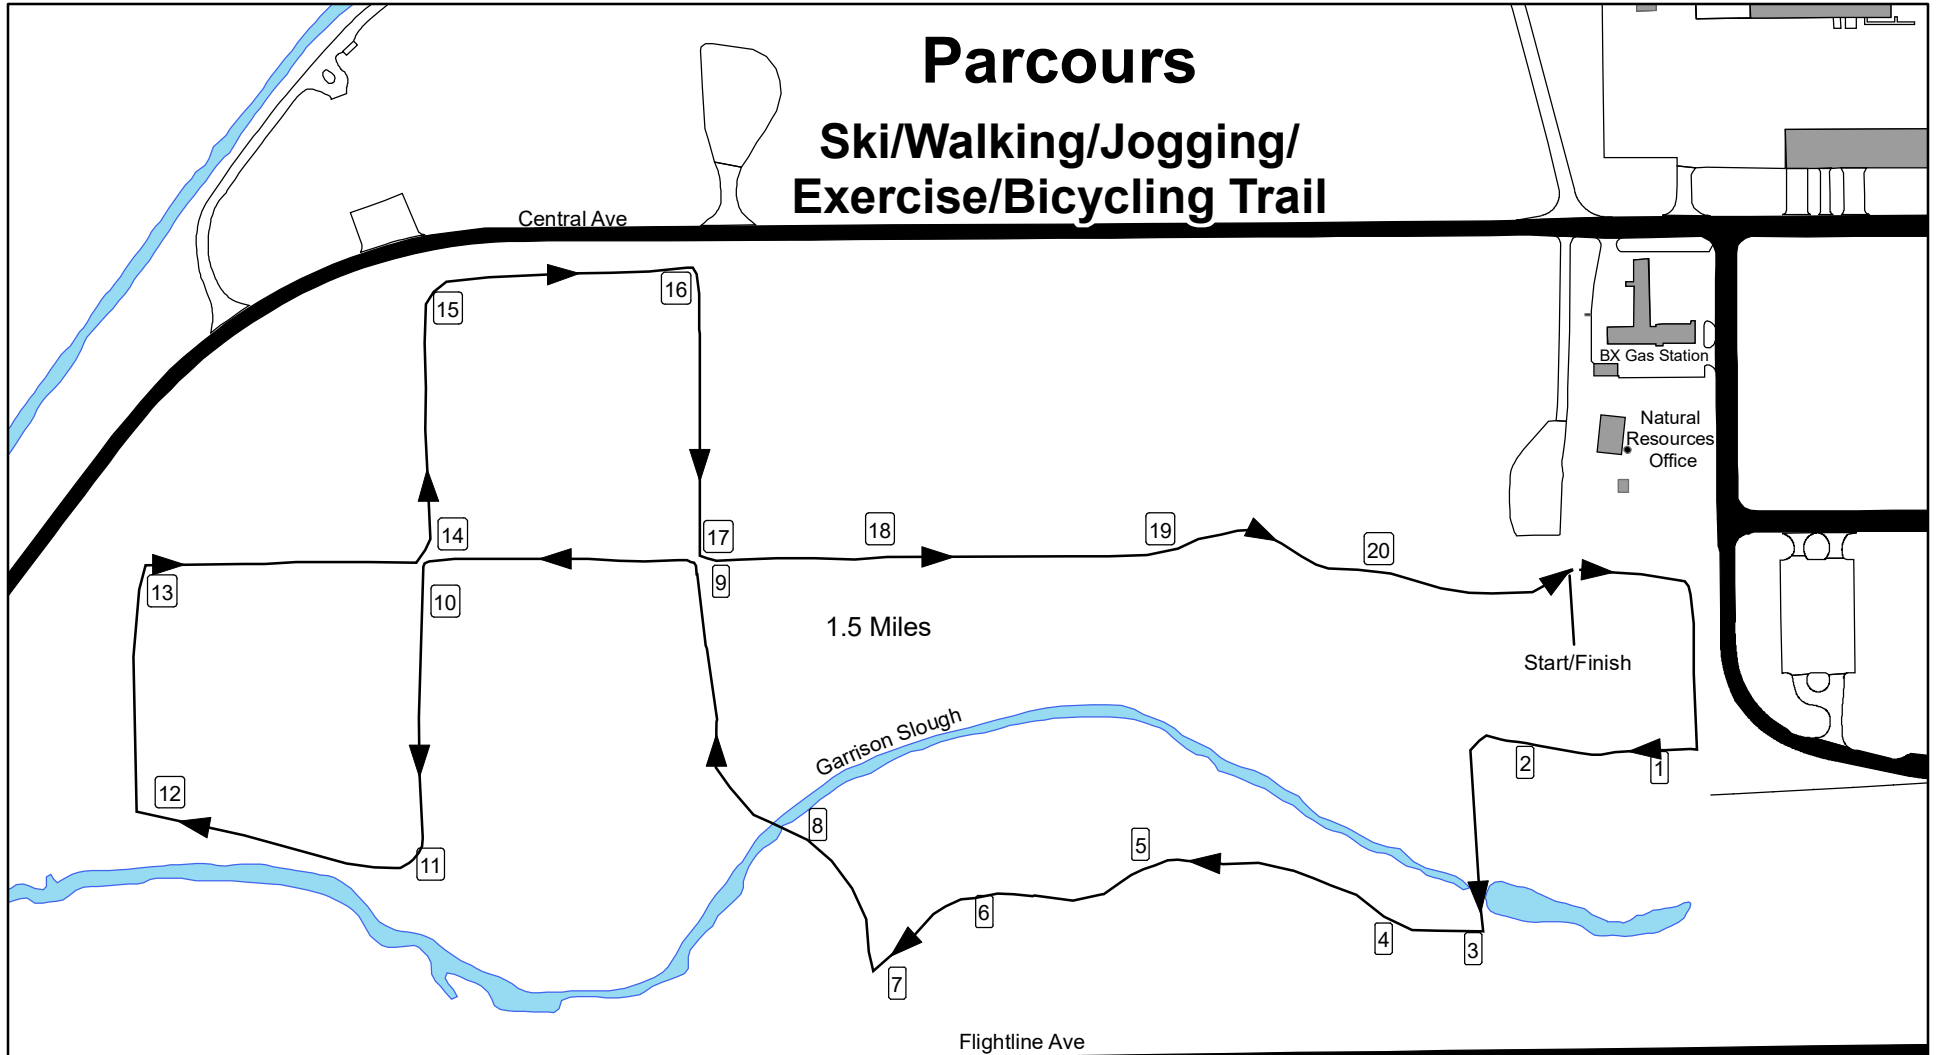 Parcours
Ski/Walking/Jogging/
Exercise/Bicycling Trail
Central Ave
16
15
BX Gas Station
Natural
Resources
Office
14
17
18
19
20
13
10
9
1.5 Miles
Start/Finish
Garrison Slough
2
1
12
8
5
11
6
4
3
7
Flightline Ave